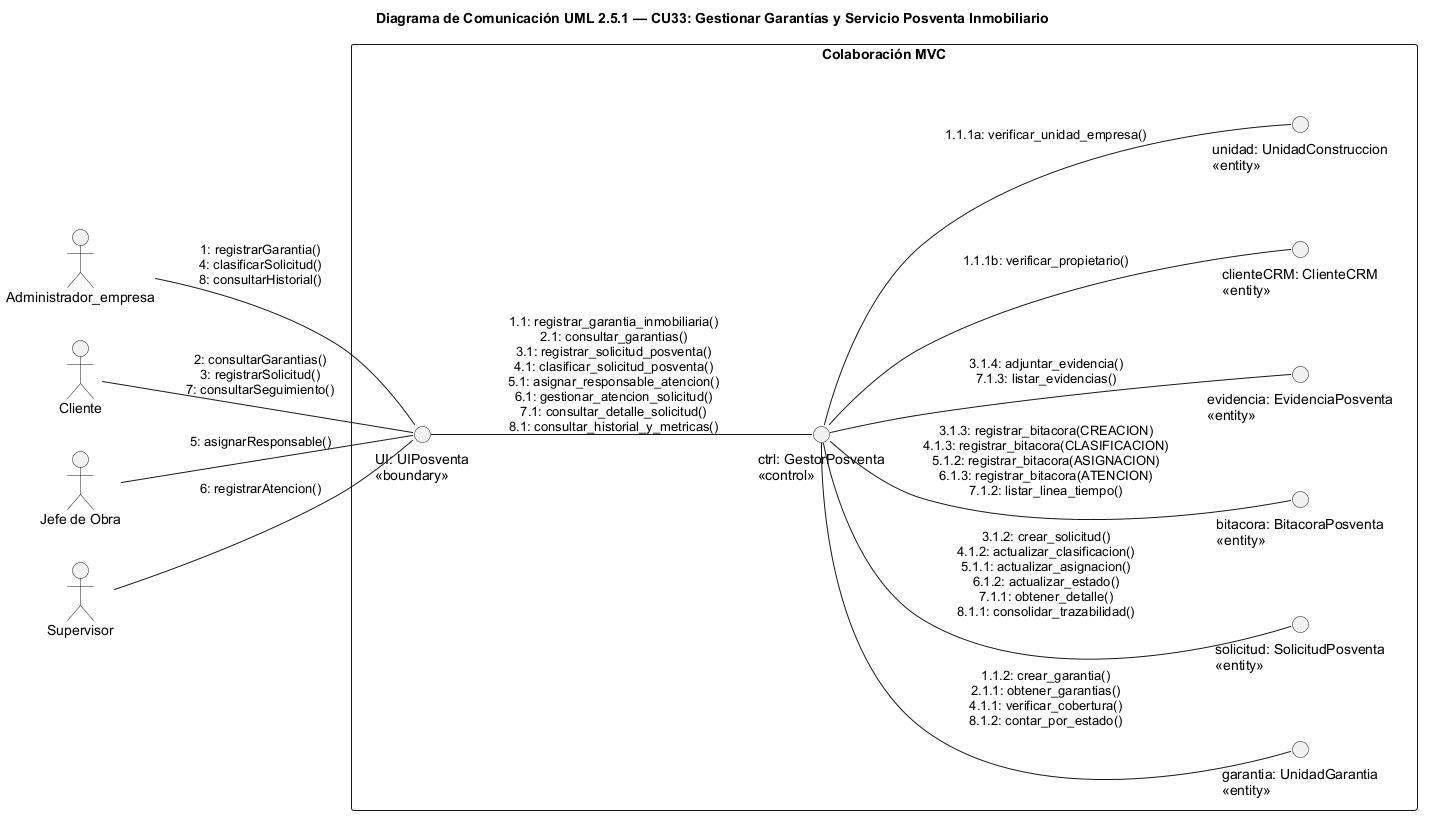 Diagrama de Comunicación UML 2.5.1 — CU33: Gestionar Garantías y Servicio Posventa Inmobiliario
Colaboración MVC
1: registrarGarantia()
4: clasificarSolicitud()
8: consultarHistorial()
Administrador_empresa
2: consultarGarantias()
3: registrarSolicitud()
7: consultarSeguimiento()
Cliente
5: asignarResponsable()
Jefe de Obra
6: registrarAtencion()
Supervisor
1.1: registrar_garantia_inmobiliaria()
2.1: consultar_garantias()
3.1: registrar_solicitud_posventa()
4.1: clasificar_solicitud_posventa()
5.1: asignar_responsable_atencion()
6.1: gestionar_atencion_solicitud()
7.1: consultar_detalle_solicitud()
8.1: consultar_historial_y_metricas()
UI: UIPosventa
«boundary»
ctrl: GestorPosventa
«control»
1.1.1a: verificar_unidad_empresa()
unidad: UnidadConstruccion
«entity»
1.1.1b: verificar_propietario()
clienteCRM: ClienteCRM
«entity»
3.1.4: adjuntar_evidencia()
7.1.3: listar_evidencias()
evidencia: EvidenciaPosventa
«entity»
3.1.3: registrar_bitacora(CREACION)
4.1.3: registrar_bitacora(CLASIFICACION)
5.1.2: registrar_bitacora(ASIGNACION)
6.1.3: registrar_bitacora(ATENCION)
7.1.2: listar_linea_tiempo()
bitacora: BitacoraPosventa
«entity»
3.1.2: crear_solicitud()
4.1.2: actualizar_clasificacion()
5.1.1: actualizar_asignacion()
6.1.2: actualizar_estado()
7.1.1: obtener_detalle()
8.1.1: consolidar_trazabilidad()
solicitud: SolicitudPosventa
«entity»
1.1.2: crear_garantia()
2.1.1: obtener_garantias()
4.1.1: verificar_cobertura()
8.1.2: contar_por_estado()
garantia: UnidadGarantia
«entity»